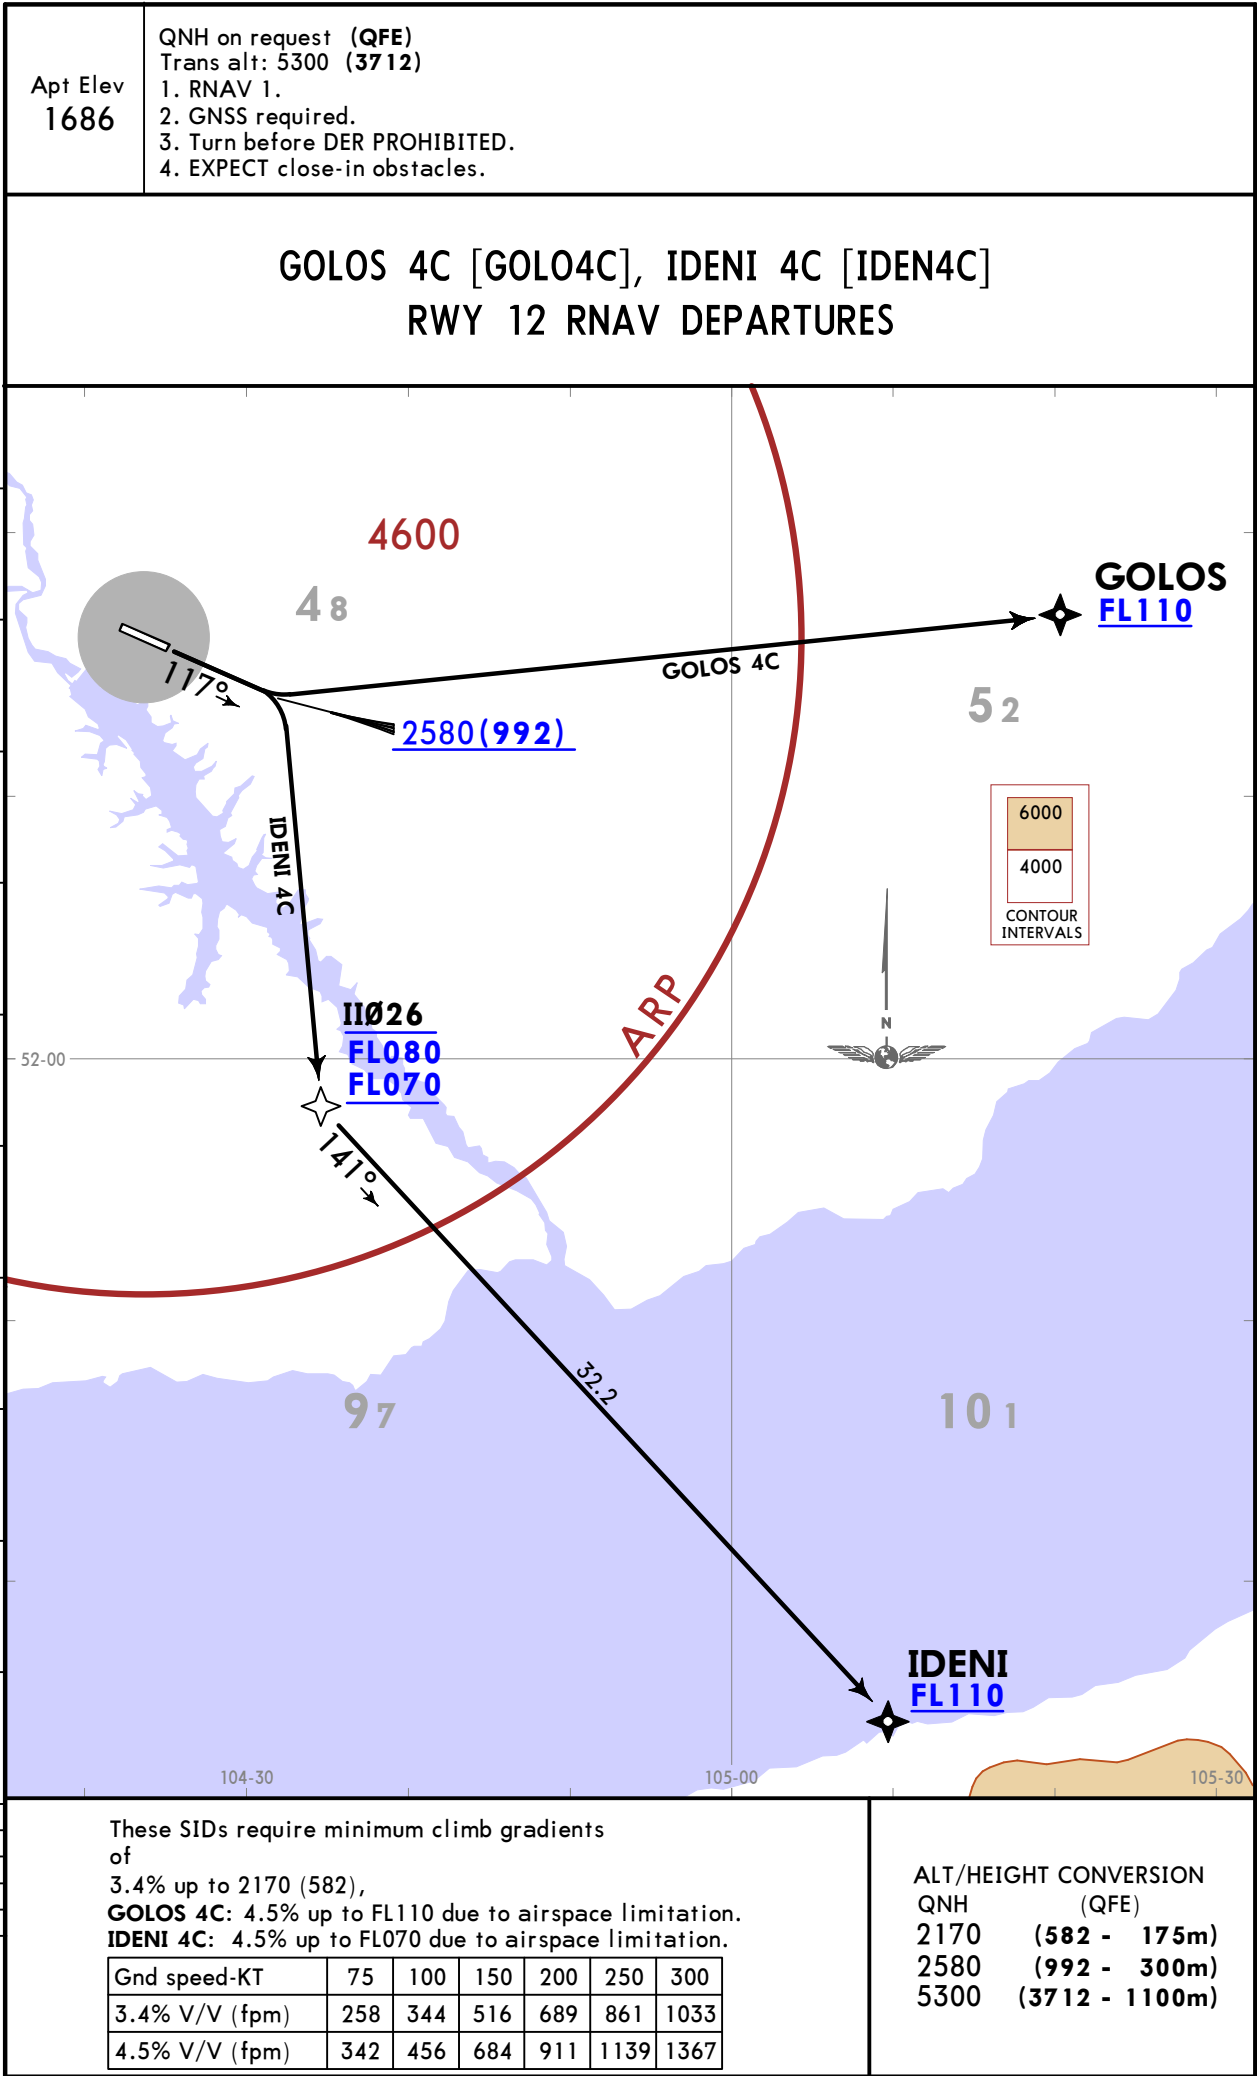 Apt Elev
1686
QNH on request (QFE)
Trans alt: 5300 (3712)
1. RNAV 1.
2. GNSS required.
3. Turn before DER PROHIBITED.
4. EXPECT close-in obstacles.
GOLOS 4C [GOLO4C], IDENI 4C [IDEN4C]
RWY 12 RNAV DEPARTURES
4600
48
GOLOS
FL110
GOLOS 4C
117°
52
2580(992)
6000
4000
CONTOUR
INTERVALS
IDENI 4C
ARP
IIØ26
FL080
FL070
N
52-00
141°
32.2
97
101
IDENI
FL110
104-30
105-00
105-30
These SIDs require minimum climb gradients
of
3.4% up to 2170 (582),
GOLOS 4C: 4.5% up to FL110 due to airspace limitation.
IDENI 4C: 4.5% up to FL070 due to airspace limitation.
Gnd speed-KT 75 100 150 200 250 300
3.4% V/V (fpm) 258 344 516 689 861 1033
4.5% V/V (fpm) 342 456 684 911 1139 1367
ALT/HEIGHT CONVERSION
QNH (QFE)
2170 (582 - 175m)
2580 (992 - 300m)
5300 (3712 - 1100m)